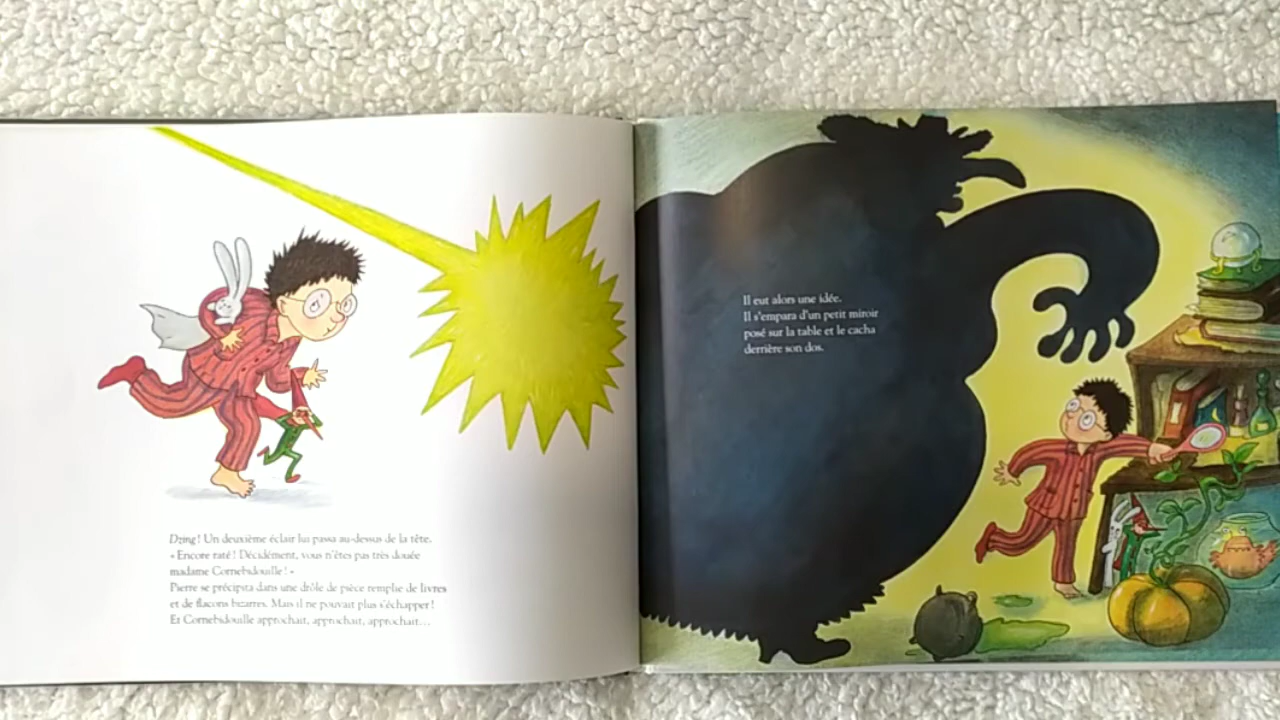 Dzing ! Un deuxième éclair lui passa au-dessus de la tête.
« Encore raté ! Décidément, vous n'êtes pas très douée
madame Cornebidouille ! »
Pierre se précipita dans une drôle de pièce remplie de livres
et de flacons bizarres. Mais il ne pouvait plus s'échapper !
Et Cornebidouille approchait, approchait, approchait…
Il eut alors une idée.
Il s'empara d'un petit miroir
posé sur la table et le cacha
derrière son dos.